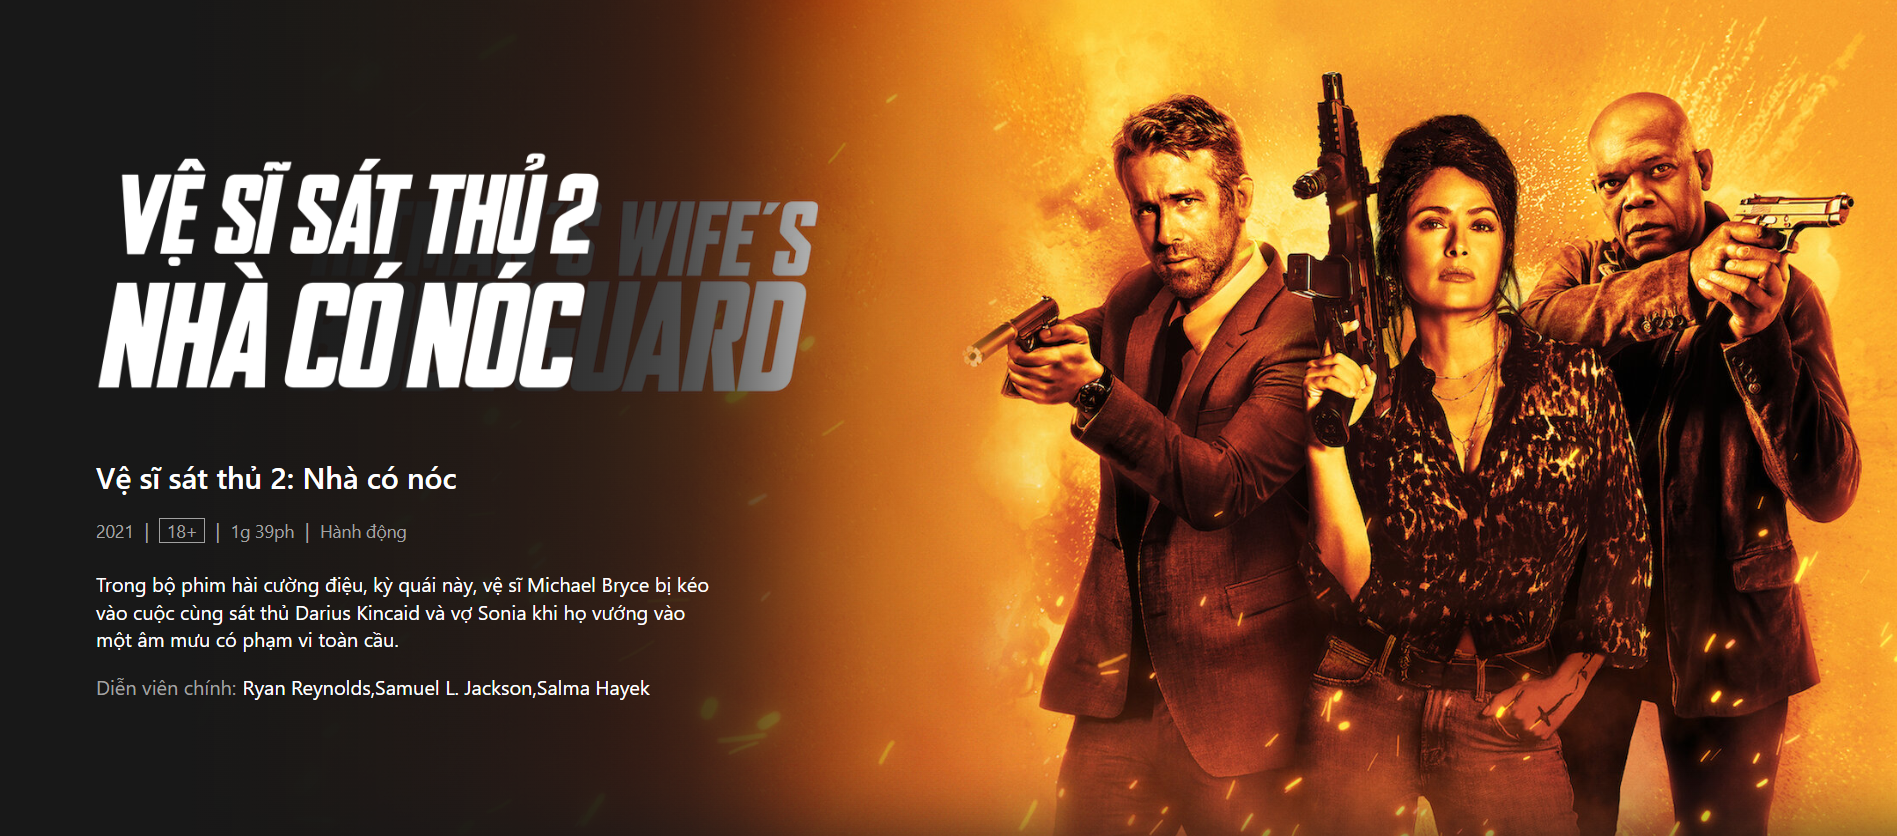 VỆ SĨ SÁT THỦ 2
WIFE'S
NHÀ CÓ NÓC
GUARD
Vệ sĩ sát thủ 2: Nhà có nóc
2021 | 18+ | 1g 39ph | Hành động
Trong bộ phim hài cường điệu, kỳ quái này, vệ sĩ Michael Bryce bị kéo
vào cuộc cùng sát thủ Darius Kincaid và vợ Sonia khi họ vướng vào
một âm mưu có phạm vi toàn cầu.
Diễn viên chính: Ryan Reynolds,Samuel L. Jackson,Salma Hayek